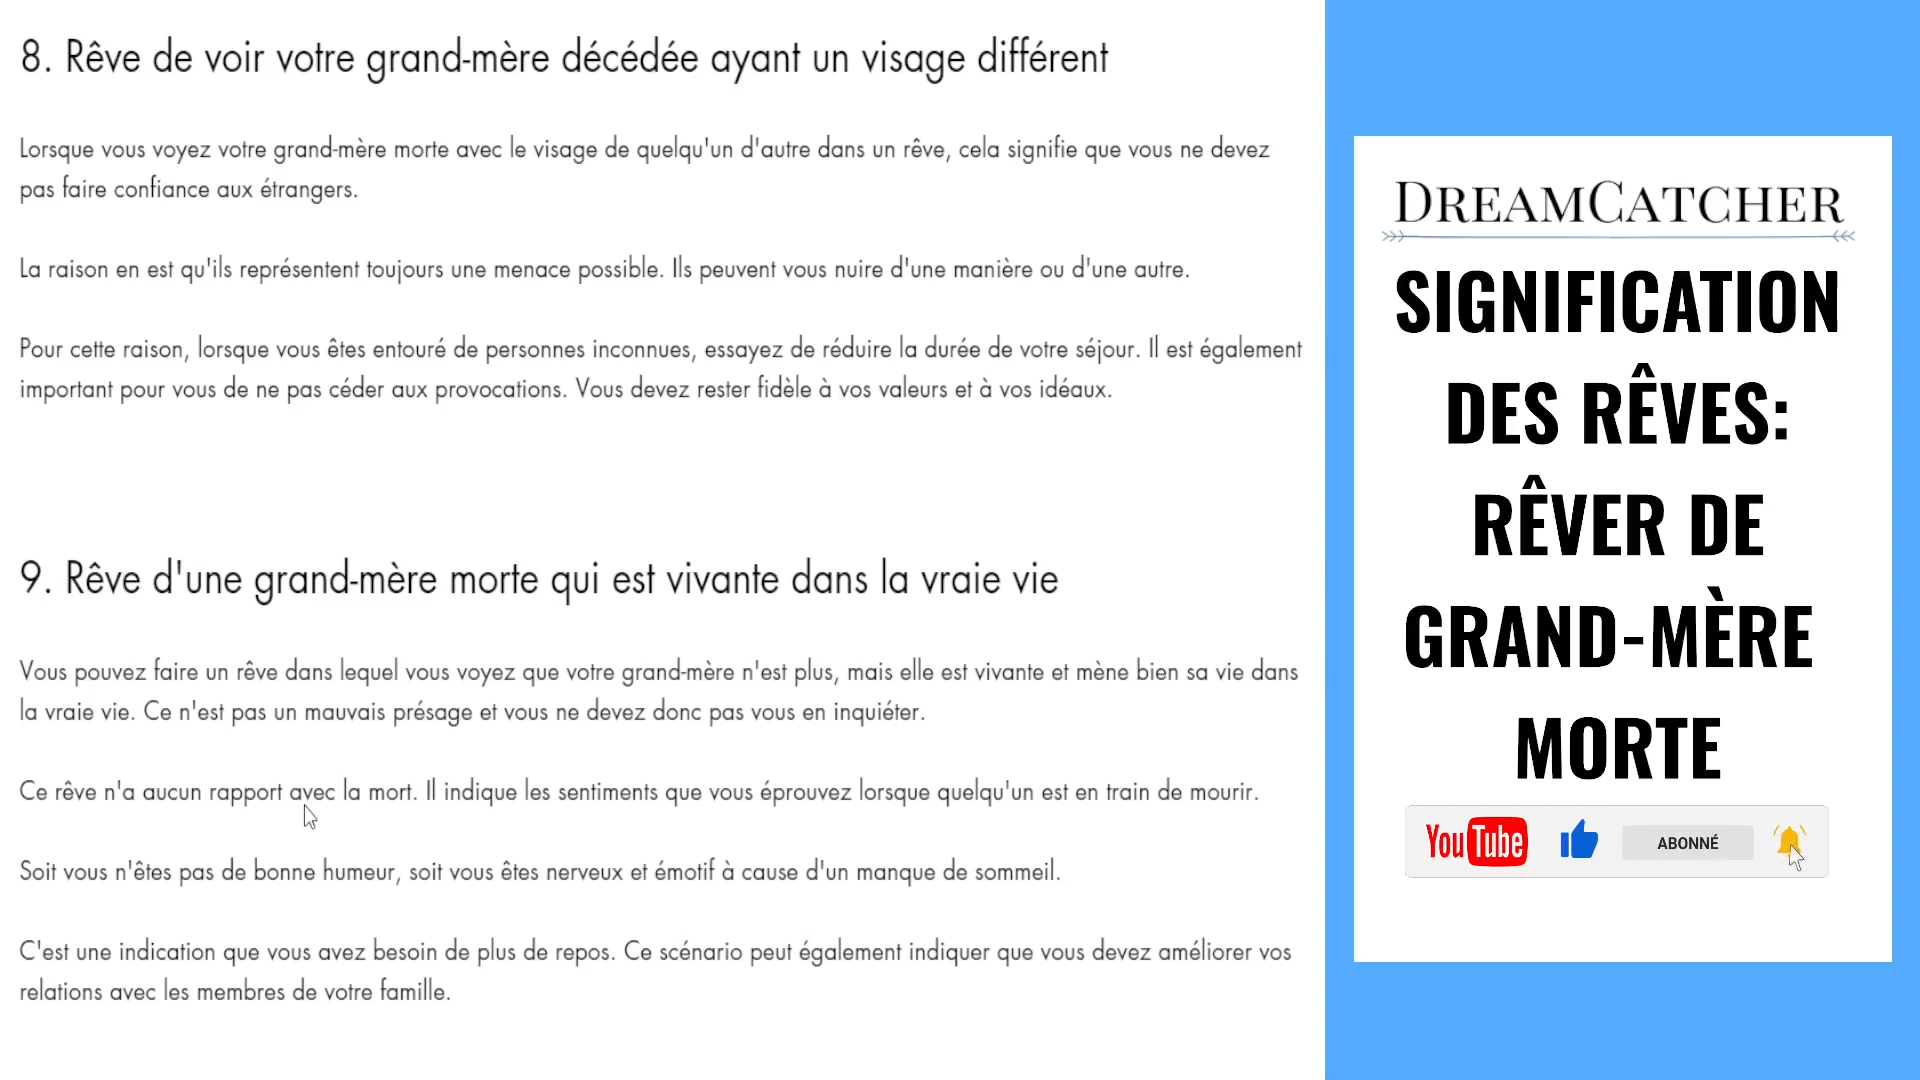 8. Rêve de voir votre grand-mère décédée ayant un visage différent
Lorsque vous voyez votre grand-mère morte avec le visage de quelqu'un d'autre dans un rêve, cela signifie que vous ne devez
pas faire confiance aux étrangers.
La raison en est qu'ils représentent toujours une menace possible. Ils peuvent vous nuire d'une manière ou d'une autre.
Pour cette raison, lorsque vous êtes entouré de personnes inconnues, essayez de réduire la durée de votre séjour. Il est également
important pour vous de ne pas céder aux provocations. Vous devez rester fidèle à vos valeurs et à vos idéaux.
9. Rêve d'une grand-mère morte qui est vivante dans la vraie vie
Vous pouvez faire un rêve dans lequel vous voyez que votre grand-mère n'est plus, mais elle est vivante et mène bien sa vie dans
la vraie vie. Ce n'est pas un mauvais présage et vous ne devez donc pas vous en inquiéter.
Ce rêve n'a aucun rapport avec la mort. Il indique les sentiments que vous éprouvez lorsque quelqu'un est en train de mourir.
Soit vous n'êtes pas de bonne humeur, soit vous êtes nerveux et émotif à cause d'un manque de sommeil.
C'est une indication que vous avez besoin de plus de repos. Ce scénario peut également indiquer que vous devez améliorer vos
relations avec les membres de votre famille.
DREAMCATCHER
SIGNIFICATION
DES RÊVES:
RÊVER DE
GRAND-MÈRE
MORTE
YouTube
ABONNÉ